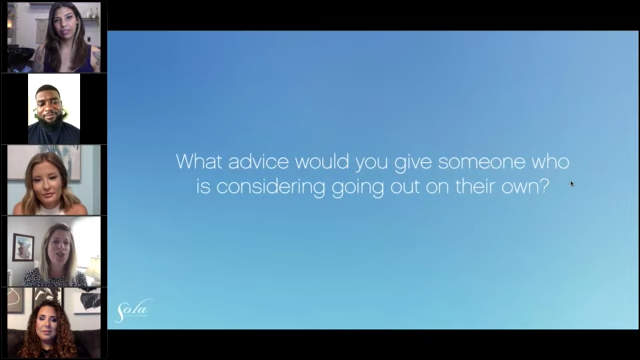 What advice would you give someone who
is considering going out on their own?
Sola